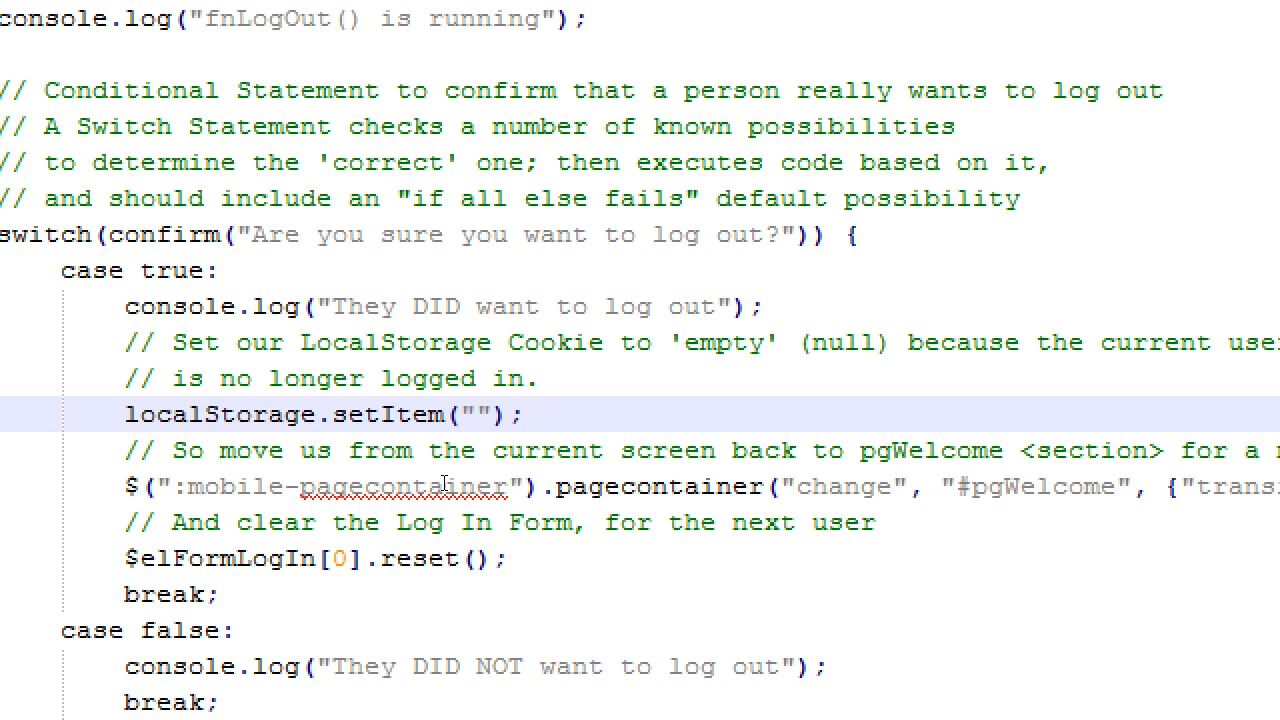 console.log("fnLogOut() is running");
// Conditional Statement to confirm that a person really wants to log out
// A Switch Statement checks a number of known possibilities
// to determine the 'correct' one; then executes code based on it,
// and should include an "if all else fails" default possibility
switch(confirm("Are you sure you want to log out?")) {
case true:
console.log("They DID want to log out");
// Set our LocalStorage Cookie to 'empty' (null) because the current user
// is no longer logged in.
localStorage.setItem("");
// So move us from the current screen back to pgWelcome <section> for a
$(":mobile-pagecontainer").pagecontainer("change", "#pgWelcome", {"transi
// And clear the Log In Form, for the next user
$elFormLogIn[0].reset();
break;
case false:
console.log("They DID NOT want to log out");
break;